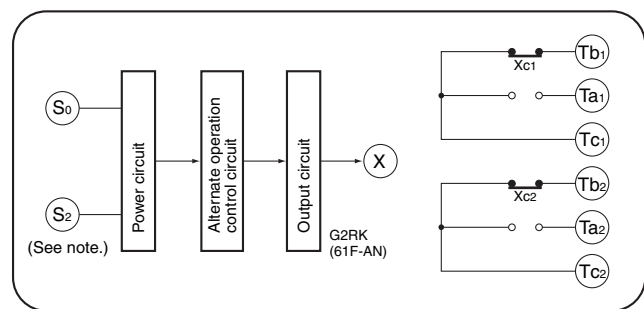 S0
S2
(See note.)
Power circuit
Alternate operation
control circuit
Output circuit
X
G2RK
(61F-AN)
Xc1
Tb1
Ta1
Tc1
Xc2
Tb2
Ta2
Tc2